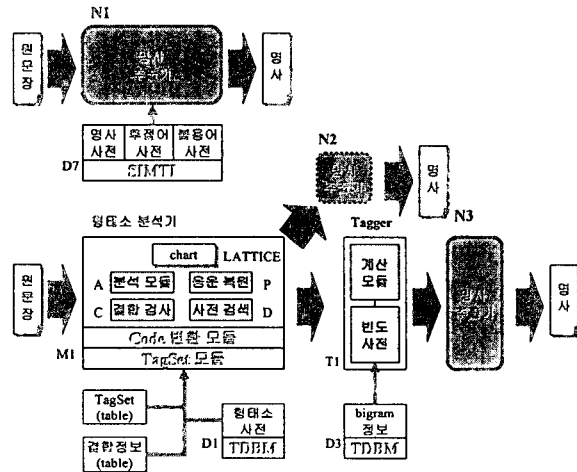 N1
원문장
명사
명사 사전
후절어 사전
불용어 사전
D7
SIMTI
N2
명사
형태소 분석기
Tagger
N3
chart
LATTICE
원문장
A
분석 모듈
음운 복원
P
C
결합 검사
사전 검색
D
Code 변환 모듈
M1
TagSet 모듈
계산 모듈
빈도 사전
T1
명사
TagSet
(table)
결합정보
(table)
형태소 사전
D1
TDBM
bigram 정보
D3
TDBM